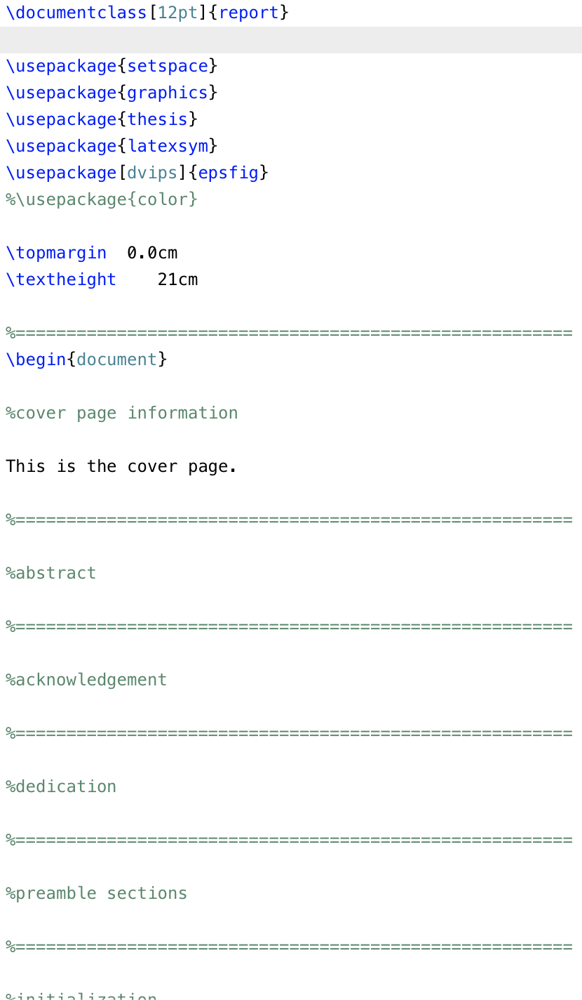 \documentclass[12pt]{report}
\usepackage{setspace}
\usepackage{graphics}
\usepackage{thesis}
\usepackage{latexsym}
\usepackage[dvips]{epsfig}
%\usepackage{color}
\topmargin  0.0cm
\textheight    21cm
%=======================================================
\begin{document}
%cover page information
This is the cover page.
%=======================================================
%abstract
%=======================================================
%acknowledgement
%=======================================================
%dedication
%=======================================================
%preamble sections
%=======================================================
%initialization